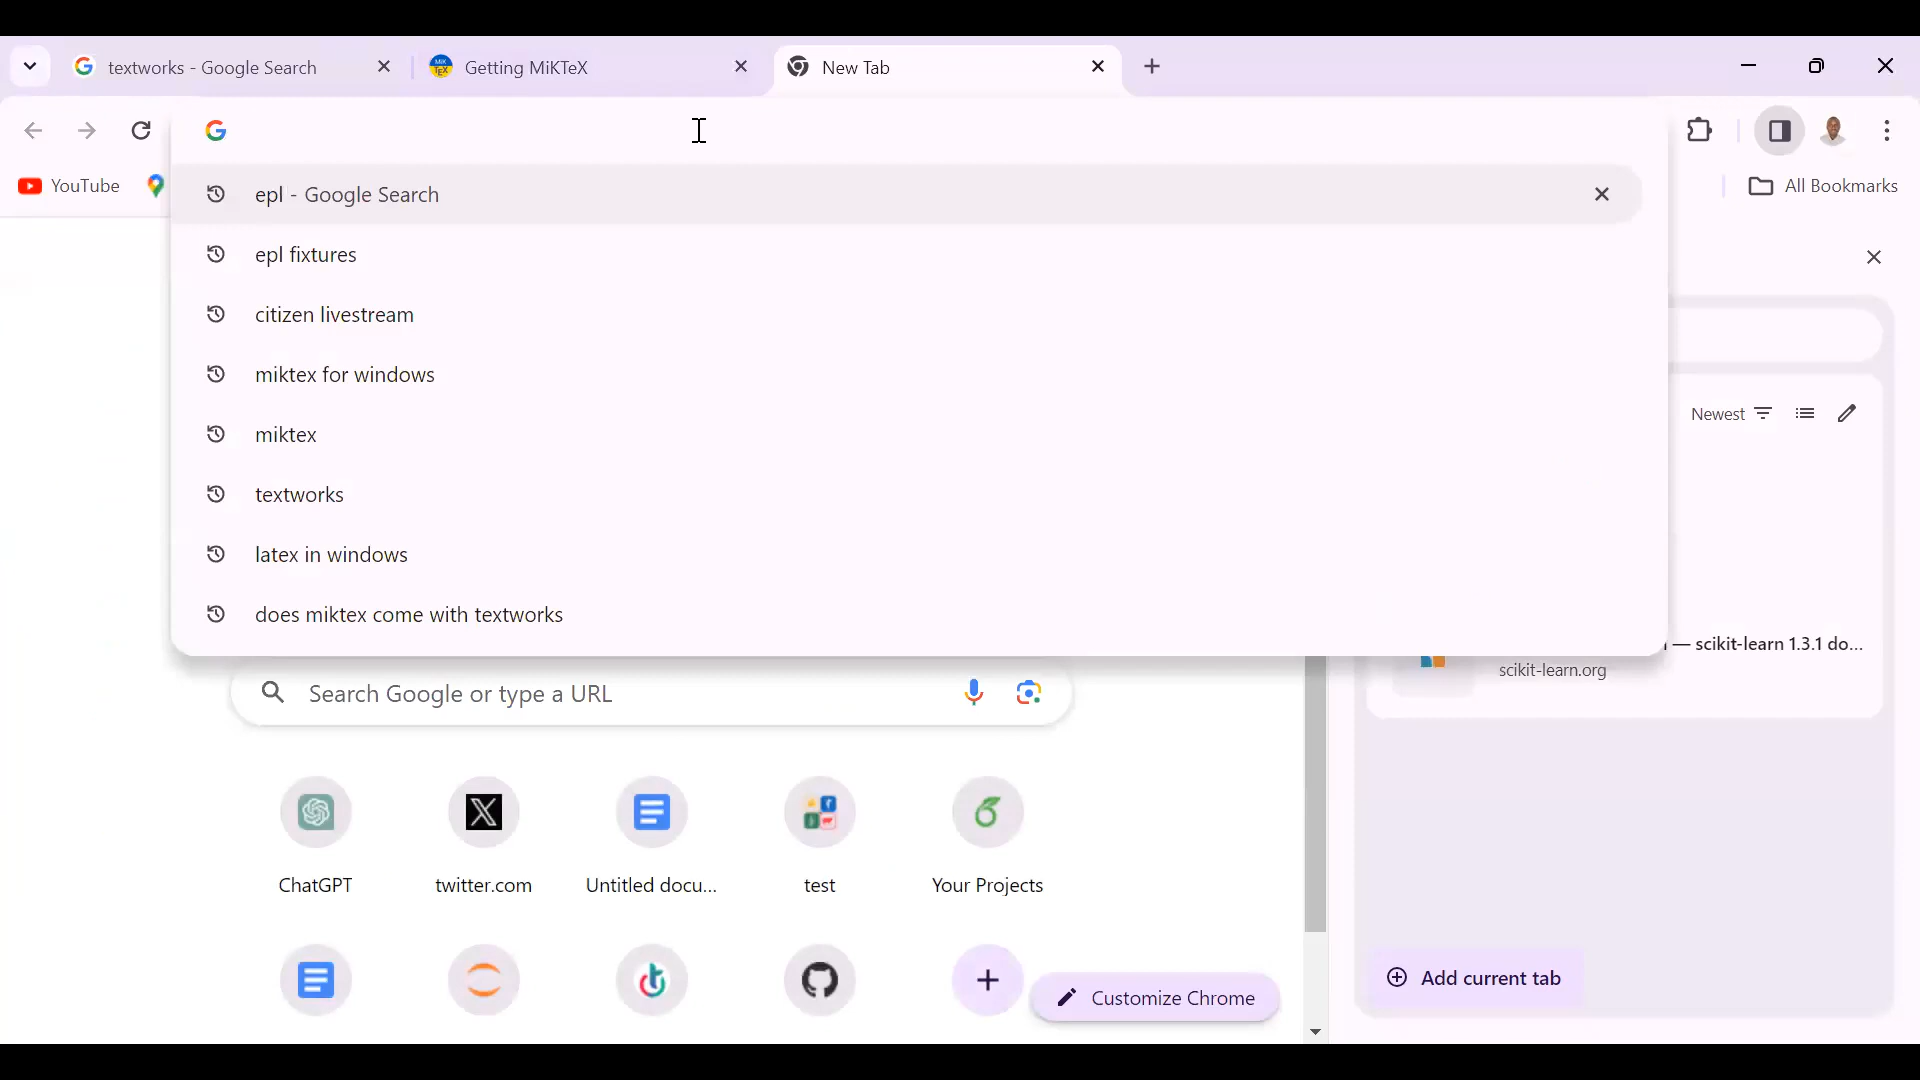 textworks - Google Search
Getting MiKTeX
New Tab
YouTube
All Bookmarks
epl - Google Search
epl fixtures
citizen livestream
miktex for windows
miktex
textworks
latex in windows
does miktex come with textworks
Newest
— scikit-learn 1.3.1 do...
scikit-learn.org
Search Google or type a URL
ChatGPT
twitter.com
Untitled docu...
test
Your Projects
Customize Chrome
Add current tab